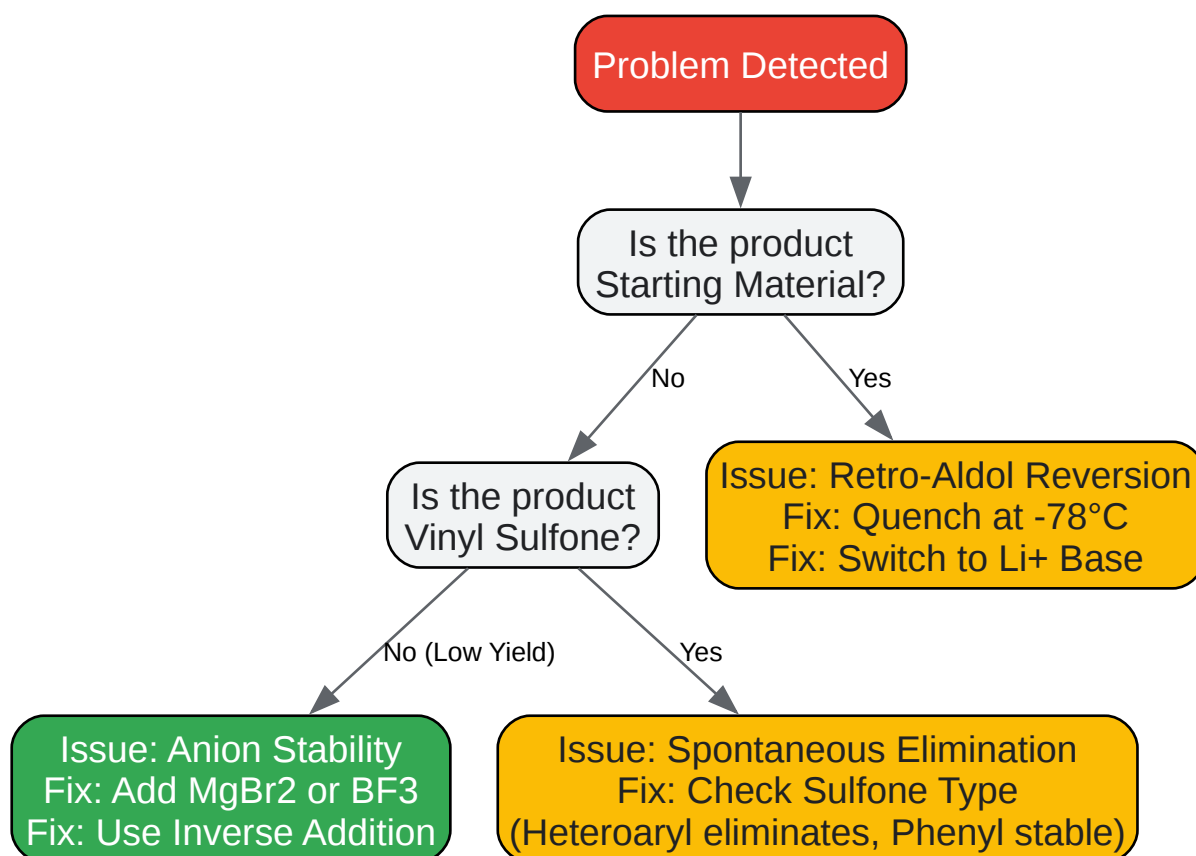 Problem Detected
Is the product
Starting Material?
No
Yes
Issue: Retro-Aldol Reversion
Fix: Quench at -78°C
Fix: Switch to Li+ Base
Is the product
Vinyl Sulfone?
No (Low Yield)
Yes
Issue: Anion Stability
Fix: Add MgBr2 or BF3
Fix: Use Inverse Addition
Issue: Spontaneous Elimination
Fix: Check Sulfone Type
(Heteroaryl eliminates, Phenyl stable)